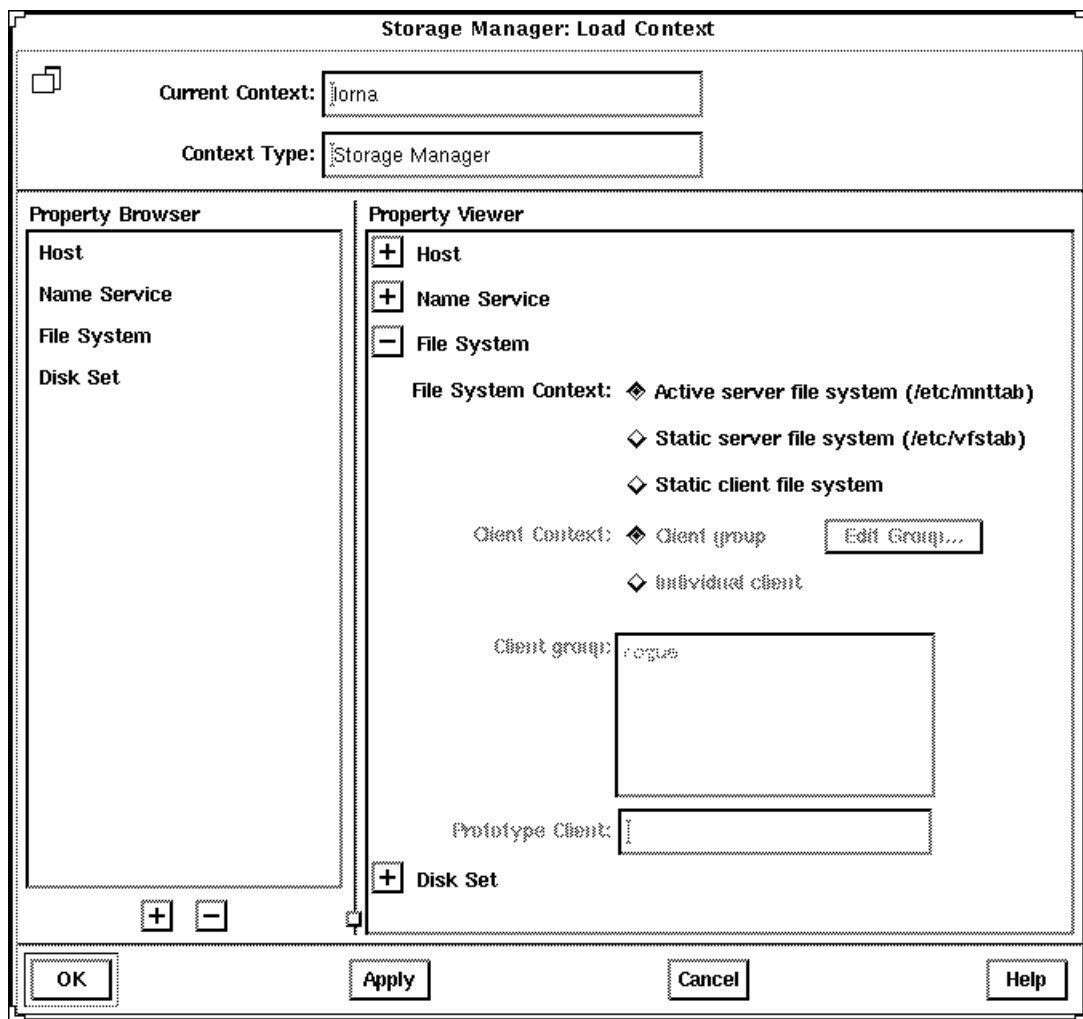 Storage Manager: Load Context
Current Context: lorna
Context Type: Storage Manager
Property Browser
Host
Name Service
File System
Disk Set
+ −
Property Viewer
+ Host
+ Name Service
− File System
File System Context: Active server file system (/etc/mnttab)
Static server file system (/etc/vfstab)
Static client file system
Client Context: Client group Edit Group...
Individual client
Client group: rogue
Prototype Client:
+ Disk Set
OK Apply Cancel Help